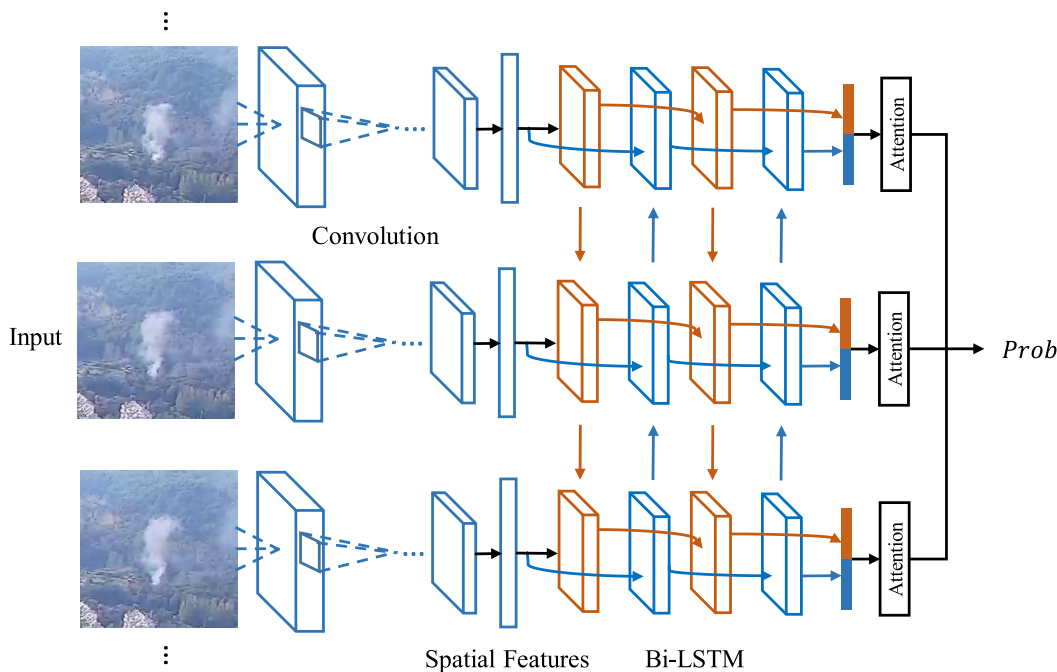 ⋮
Attention
Convolution
Input
Attention
Prob
Attention
Spatial Features
Bi-LSTM
⋮